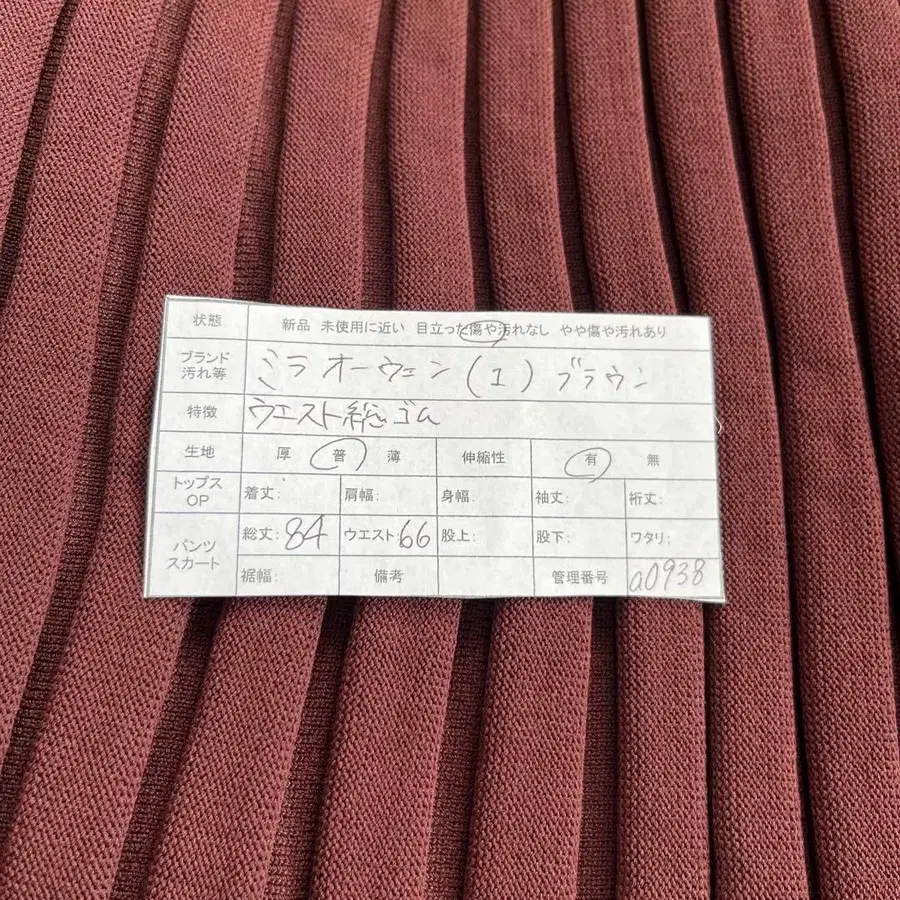 状態 新品 未使用に近い 目立った傷や汚れなし やや傷や汚れあり
ブランド 汚れ等 ミラオーウェン(1)ブラウン
特徴 ウエスト総ゴム
生地 厚 普 薄 伸縮性 有 無
トップス OP 着丈: 肩幅: 身幅: 袖丈: 裄丈:
パンツ スカート 総丈:84 ウエスト:66 股上: 股下: ワタリ:
裾幅: 備考 管理番号 a0938